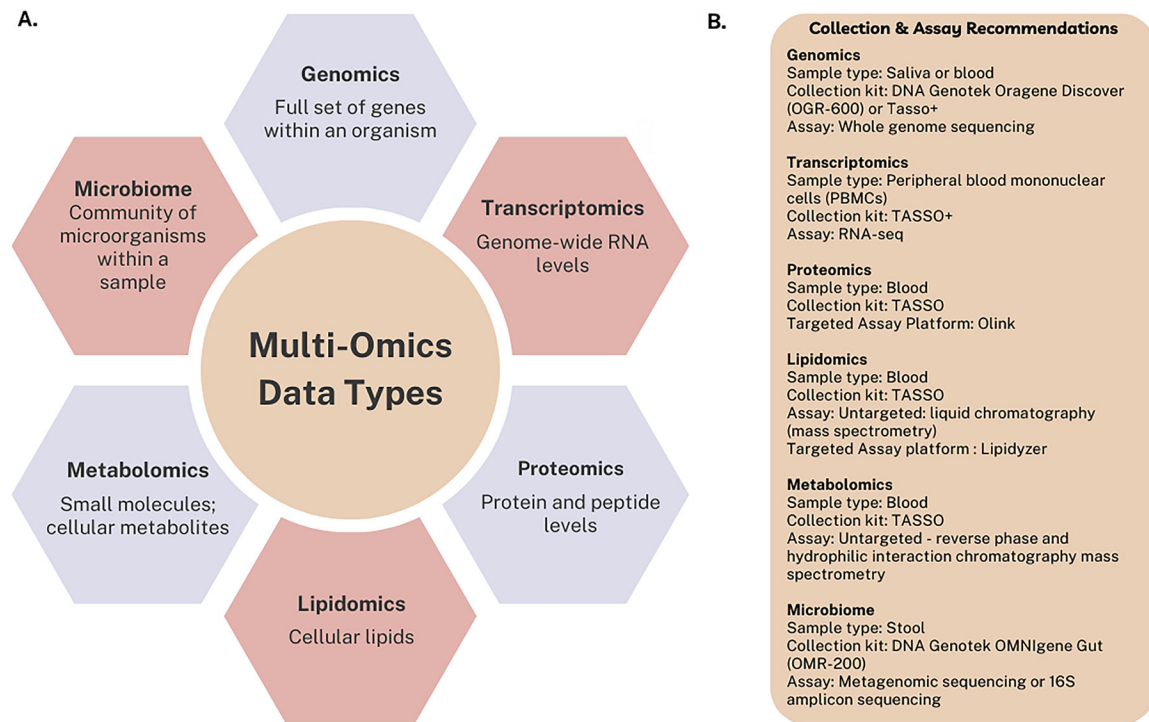 A.
Genomics
Full set of genes
within an organism
Microbiome
Community of
microorganisms
within a
sample
Transcriptomics
Genome-wide RNA
levels
Multi-Omics
Data Types
Metabolomics
Small molecules;
cellular metabolites
Proteomics
Protein and peptide
levels
Lipidomics
Cellular lipids
B.
Collection & Assay Recommendations
Genomics
Sample type: Saliva or blood
Collection kit: DNA Genotek Oragene Discover
(OGR-600) or Tasso+
Assay: Whole genome sequencing
Transcriptomics
Sample type: Peripheral blood mononuclear
cells (PBMCs)
Collection kit: TASSO+
Assay: RNA-seq
Proteomics
Sample type: Blood
Collection kit: TASSO
Targeted Assay Platform: Olink
Lipidomics
Sample type: Blood
Collection kit: TASSO
Assay: Untargeted: liquid chromatography
(mass spectrometry)
Targeted Assay platform : Lipidyzer
Metabolomics
Sample type: Blood
Collection kit: TASSO
Assay: Untargeted - reverse phase and
hydrophilic interaction chromatography mass
spectrometry
Microbiome
Sample type: Stool
Collection kit: DNA Genotek OMNIgene Gut
(OMR-200)
Assay: Metagenomic sequencing or 16S
amplicon sequencing